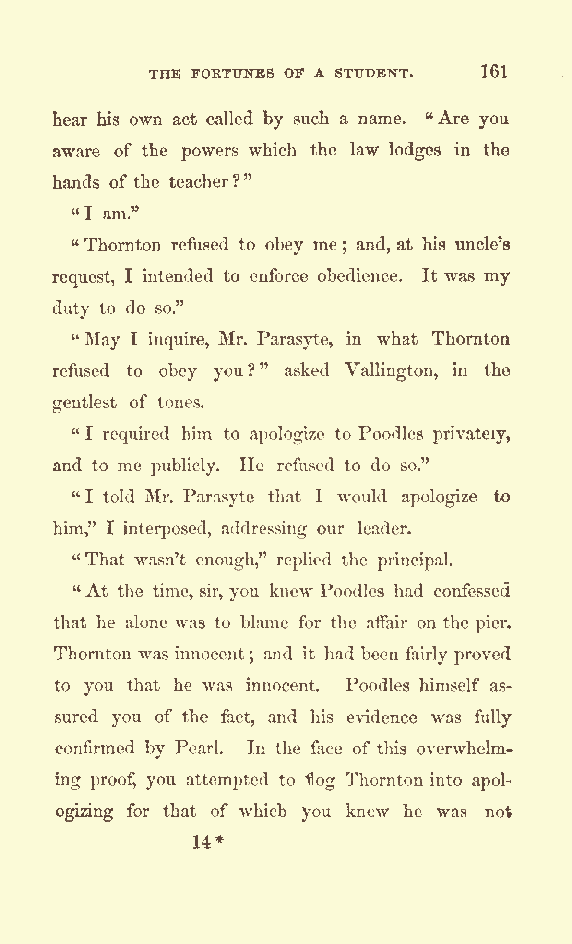 THE FORTUNES OF A STUDENT. 161
hear his own act called by such a name. "Are you
aware of the powers which the law lodges in the
hands of the teacher?"
"I am."
"Thornton refused to obey me; and, at his uncle's
request, I intended to enforce obedience. It was my
duty to do so."
"May I inquire, Mr. Parasyte, in what Thornton
refused to obey you?" asked Vallington, in the
gentlest of tones.
"I required him to apologize to Poodles privately,
and to me publicly. He refused to do so."
"I told Mr. Parasyte that I would apologize to
him," I interposed, addressing our leader.
"That wasn't enough," replied the principal.
"At the time, sir, you knew Poodles had confessed
that he alone was to blame for the affair on the pier.
Thornton was innocent; and it had been fairly proved
to you that he was innocent. Poodles himself as-
sured you of the fact, and his evidence was fully
confirmed by Pearl. In the face of this overwhelm-
ing proof, you attempted to flog Thornton into apol-
ogizing for that of which you knew he was not
14*